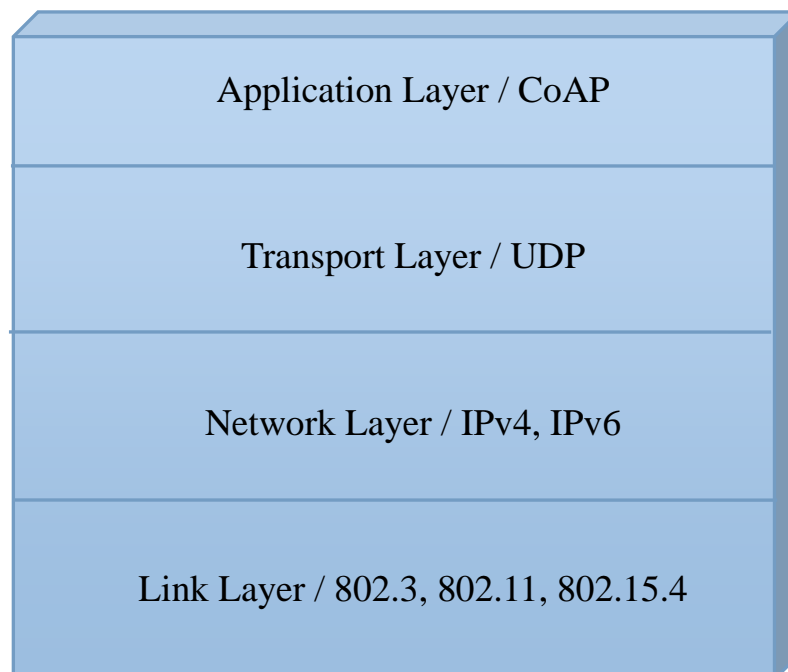 Application Layer / CoAP
Transport Layer / UDP
Network Layer / IPv4, IPv6
Link Layer / 802.3, 802.11, 802.15.4